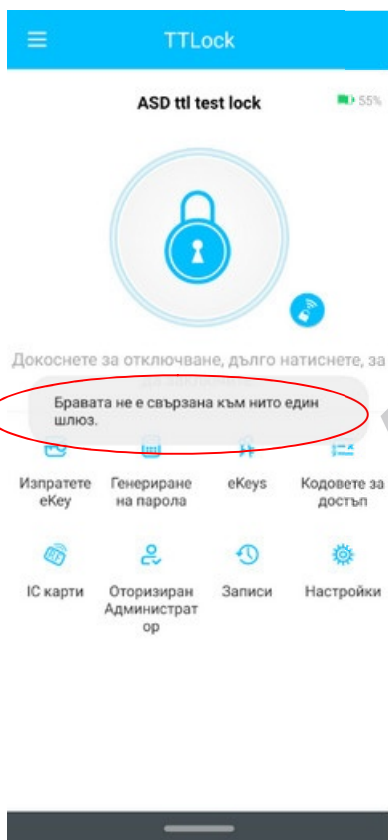 TTLock
ASD ttl test lock
55%
Докоснете за отключване, дълго натиснете, за
Бравата не е свързана към нито един
шлюз.
Изпратете
eKey
Генериране
на парола
eKeys
Кодовете за
достъп
IC карти
Оторизиран
Администрат
ор
Записи
Настройки